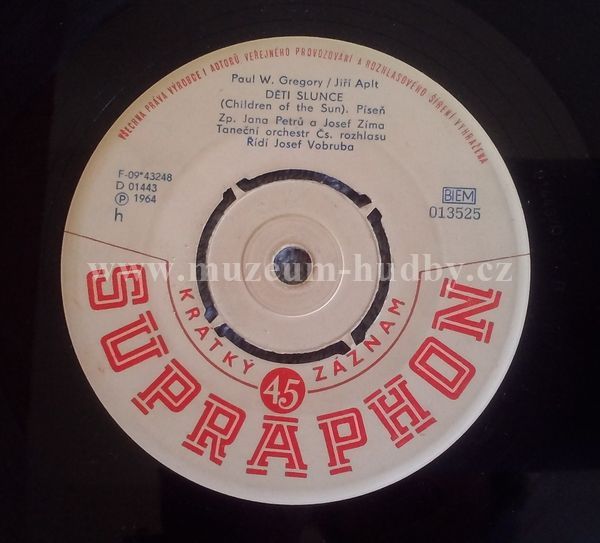 VŠECHNA PRÁVA VÝROBCE I AUTORŮ VEŘEJNÉHO PROVOZOVÁNÍ A ROZHLASOVÉHO ŠÍŘENÍ VYHRAŽENA
Paul W. Gregory / Jiří Aplt
DĚTI SLUNCE
(Children of the Sun). Píseň
Zp. Jana Petrů a Josef Zíma
Taneční orchestr Čs. rozhlasu
Řídí Josef Vobruba
F-09*43248
D 01443
Ⓟ 1964
h
BIEM
013525
www.muzeum-hudby.cz
KRÁTKÝ 45 ZÁZNAM
SUPRAPHON